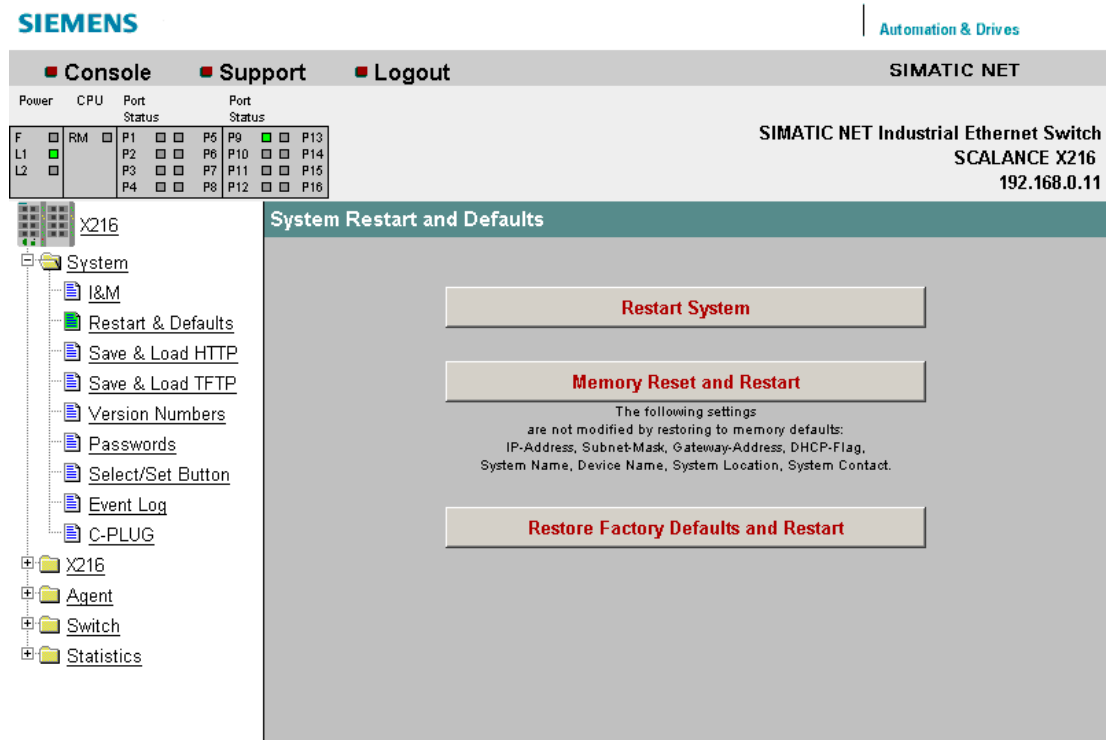 SIEMENS
Automation & Drives
Console Support Logout SIMATIC NET
Power CPU Port Status Port Status
F RM P1 P5 P9 P13
L1 P2 P6 P10 P14
L2 P3 P7 P11 P15
P4 P8 P12 P16
SIMATIC NET Industrial Ethernet Switch
SCALANCE X216
192.168.0.11
X216
System
I&M
Restart & Defaults
Save & Load HTTP
Save & Load TFTP
Version Numbers
Passwords
Select/Set Button
Event Log
C-PLUG
X216
Agent
Switch
Statistics
System Restart and Defaults
Restart System
Memory Reset and Restart
The following settings
are not modified by restoring to memory defaults:
IP-Address, Subnet-Mask, Gateway-Address, DHCP-Flag,
System Name, Device Name, System Location, System Contact.
Restore Factory Defaults and Restart